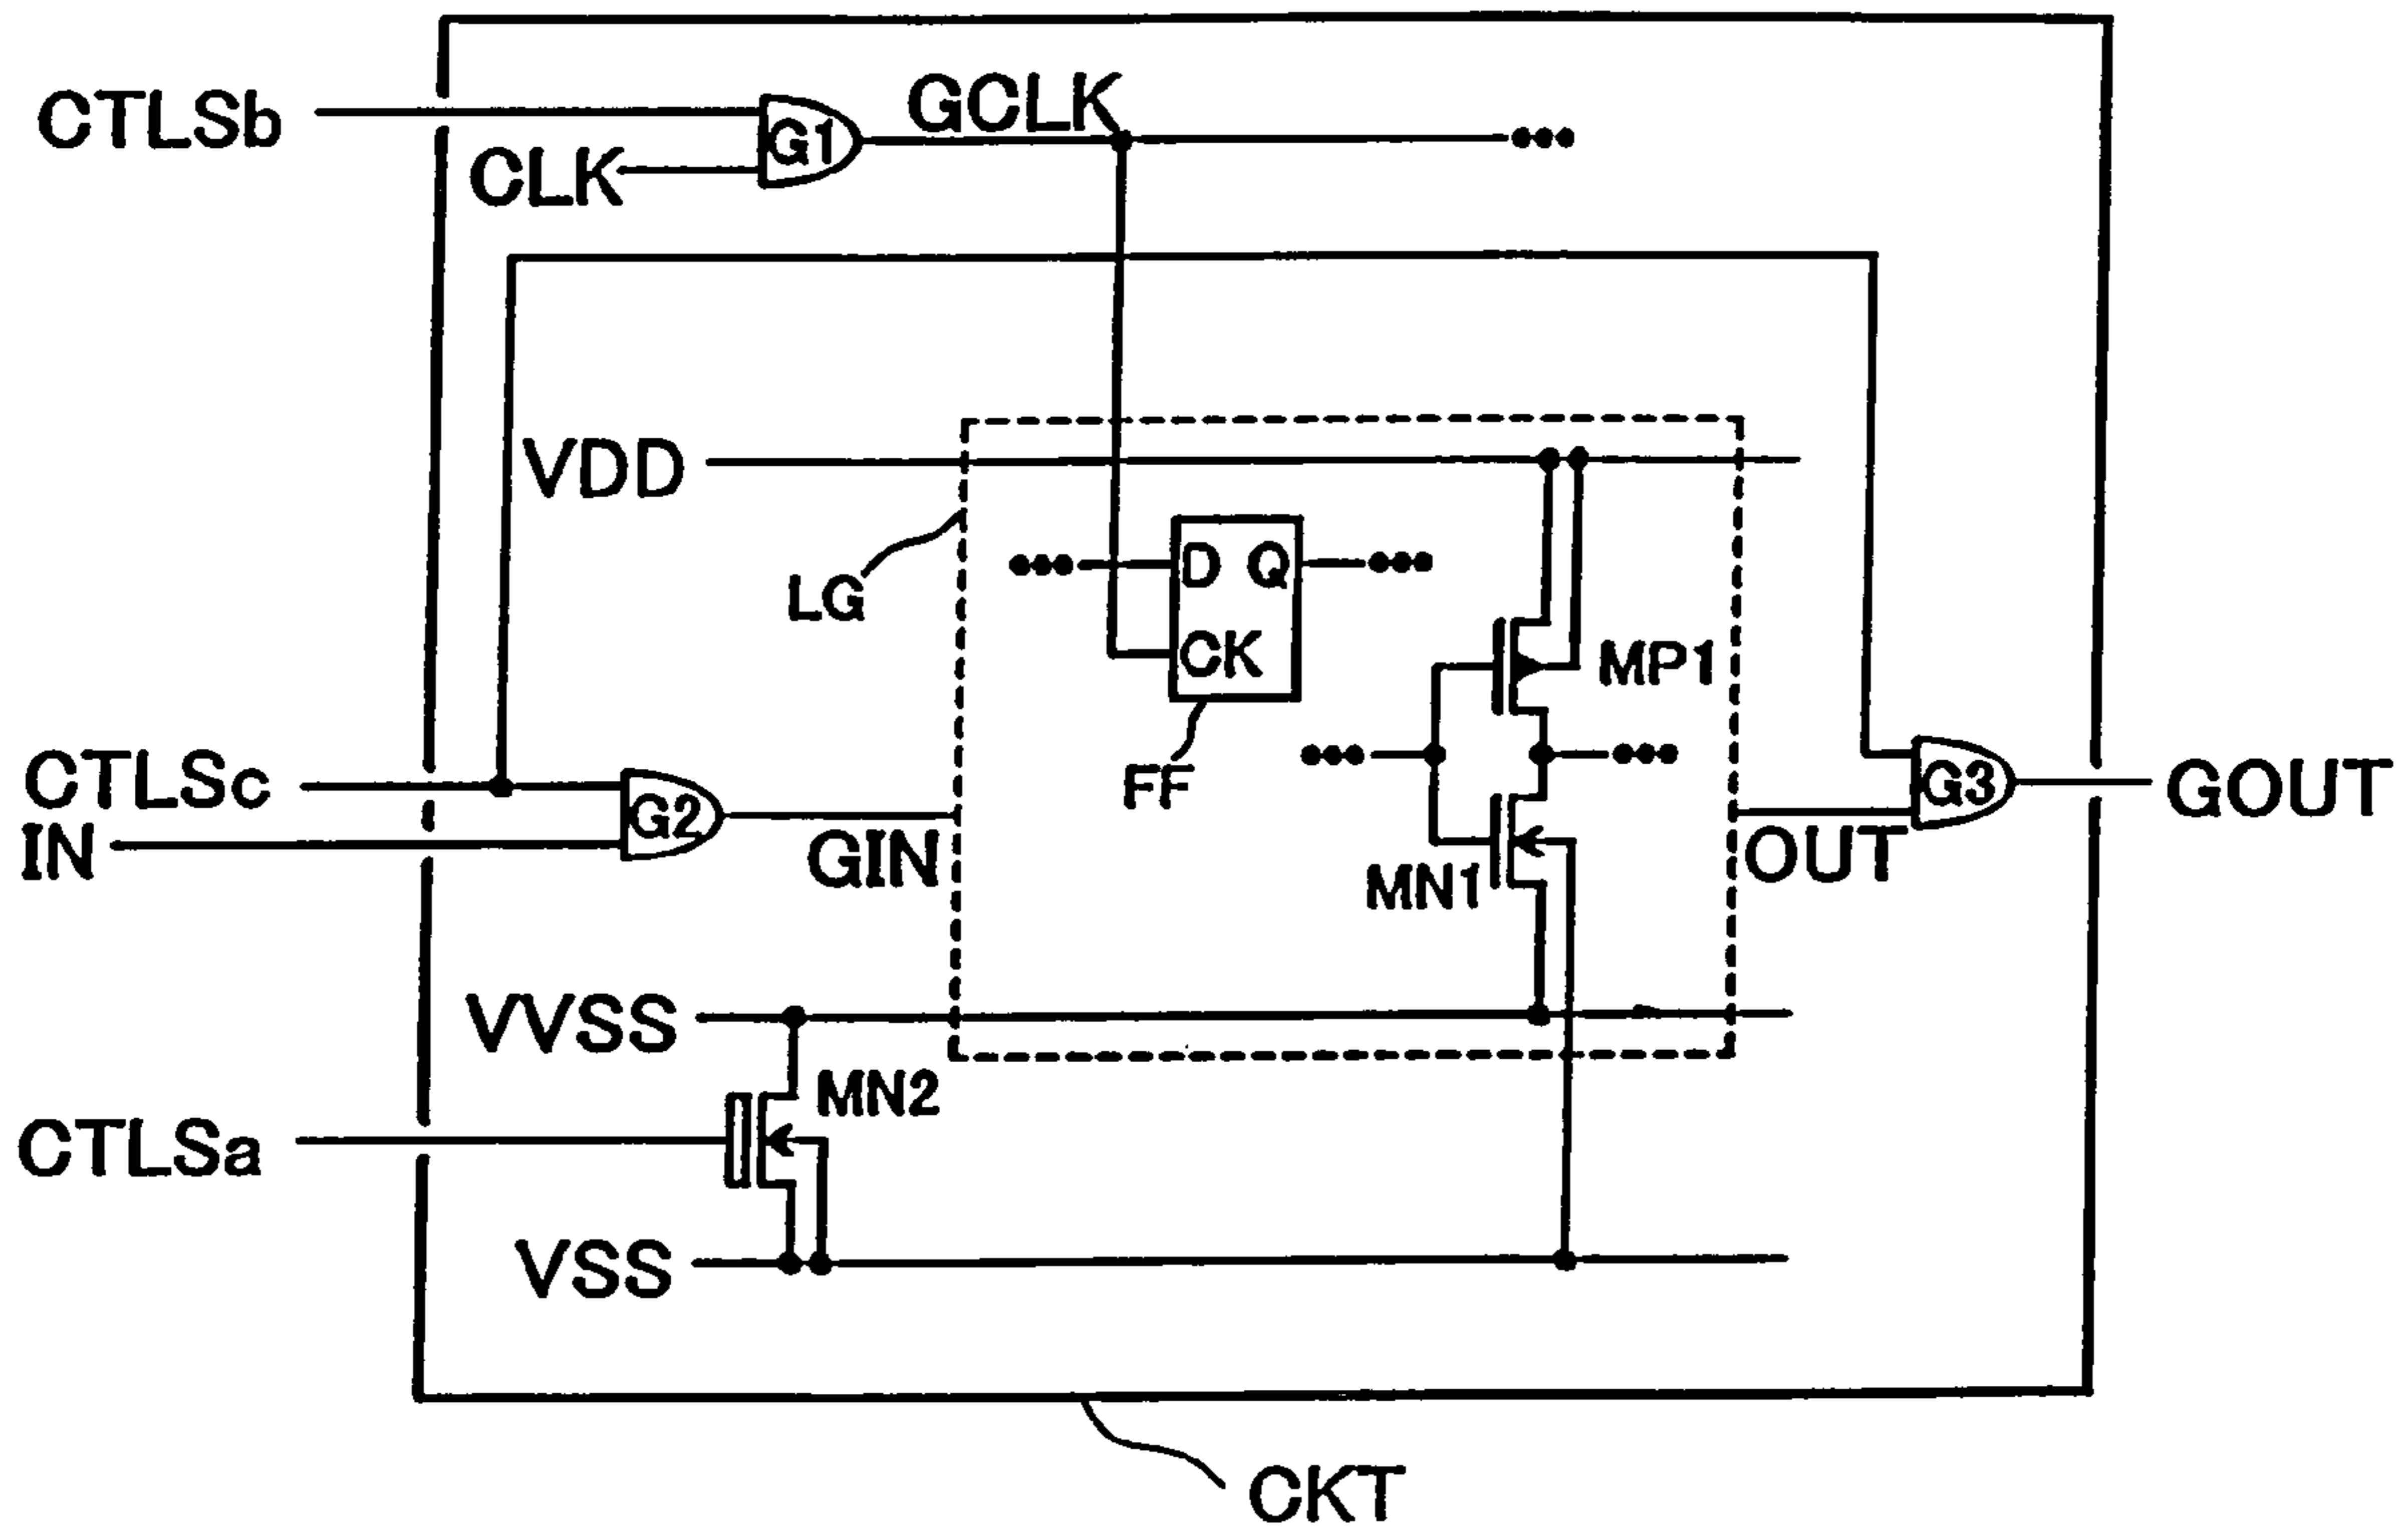 CTLSb
GCLK
G1
CLK
VDD
LG
D Q
CK
MP1
FF
CTLSc
IN
G2
GIN
MN1
G3
OUT
GOUT
VVSS
MN2
CTLSa
VSS
CKT